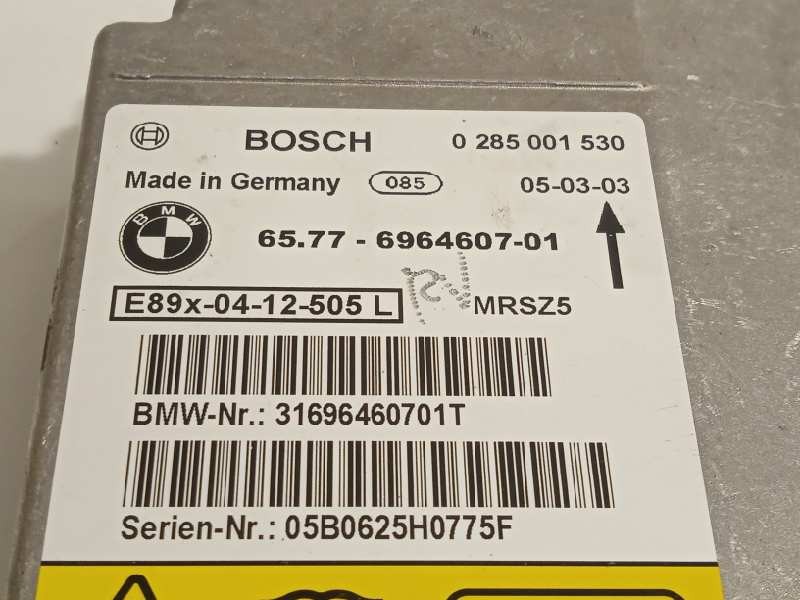 BOSCH 0 285 001 530
Made in Germany 085 05-03-03
BMW 65.77 - 6964607-01
E89x-04-12-505 L MRSZ5
BMW-Nr.: 31696460701T
Serien-Nr.: 05B0625H0775F